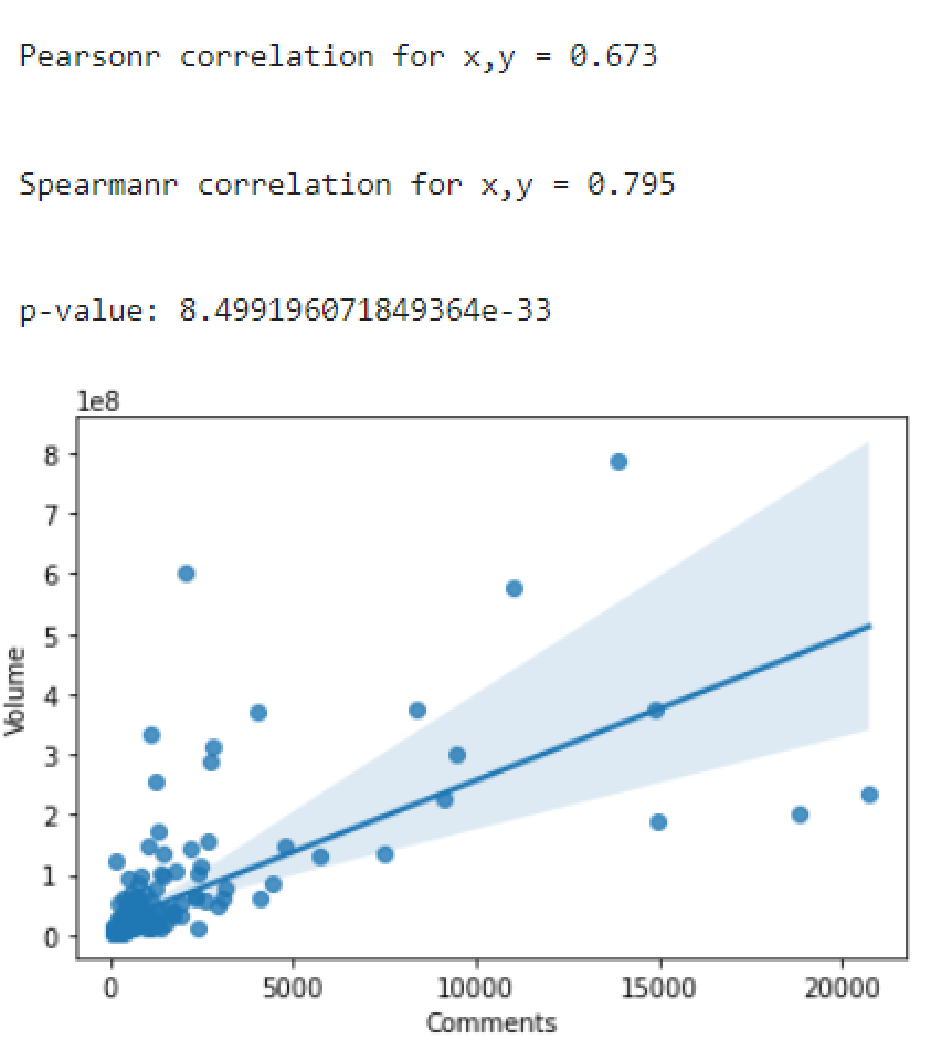 Pearsonr correlation for x,y = 0.673
Spearmanr correlation for x,y = 0.795
p-value: 8.499196071849364e-33
1e8
8
7
6
5
4
3
2
1
0
Volume
0 5000 10000 15000 20000
Comments